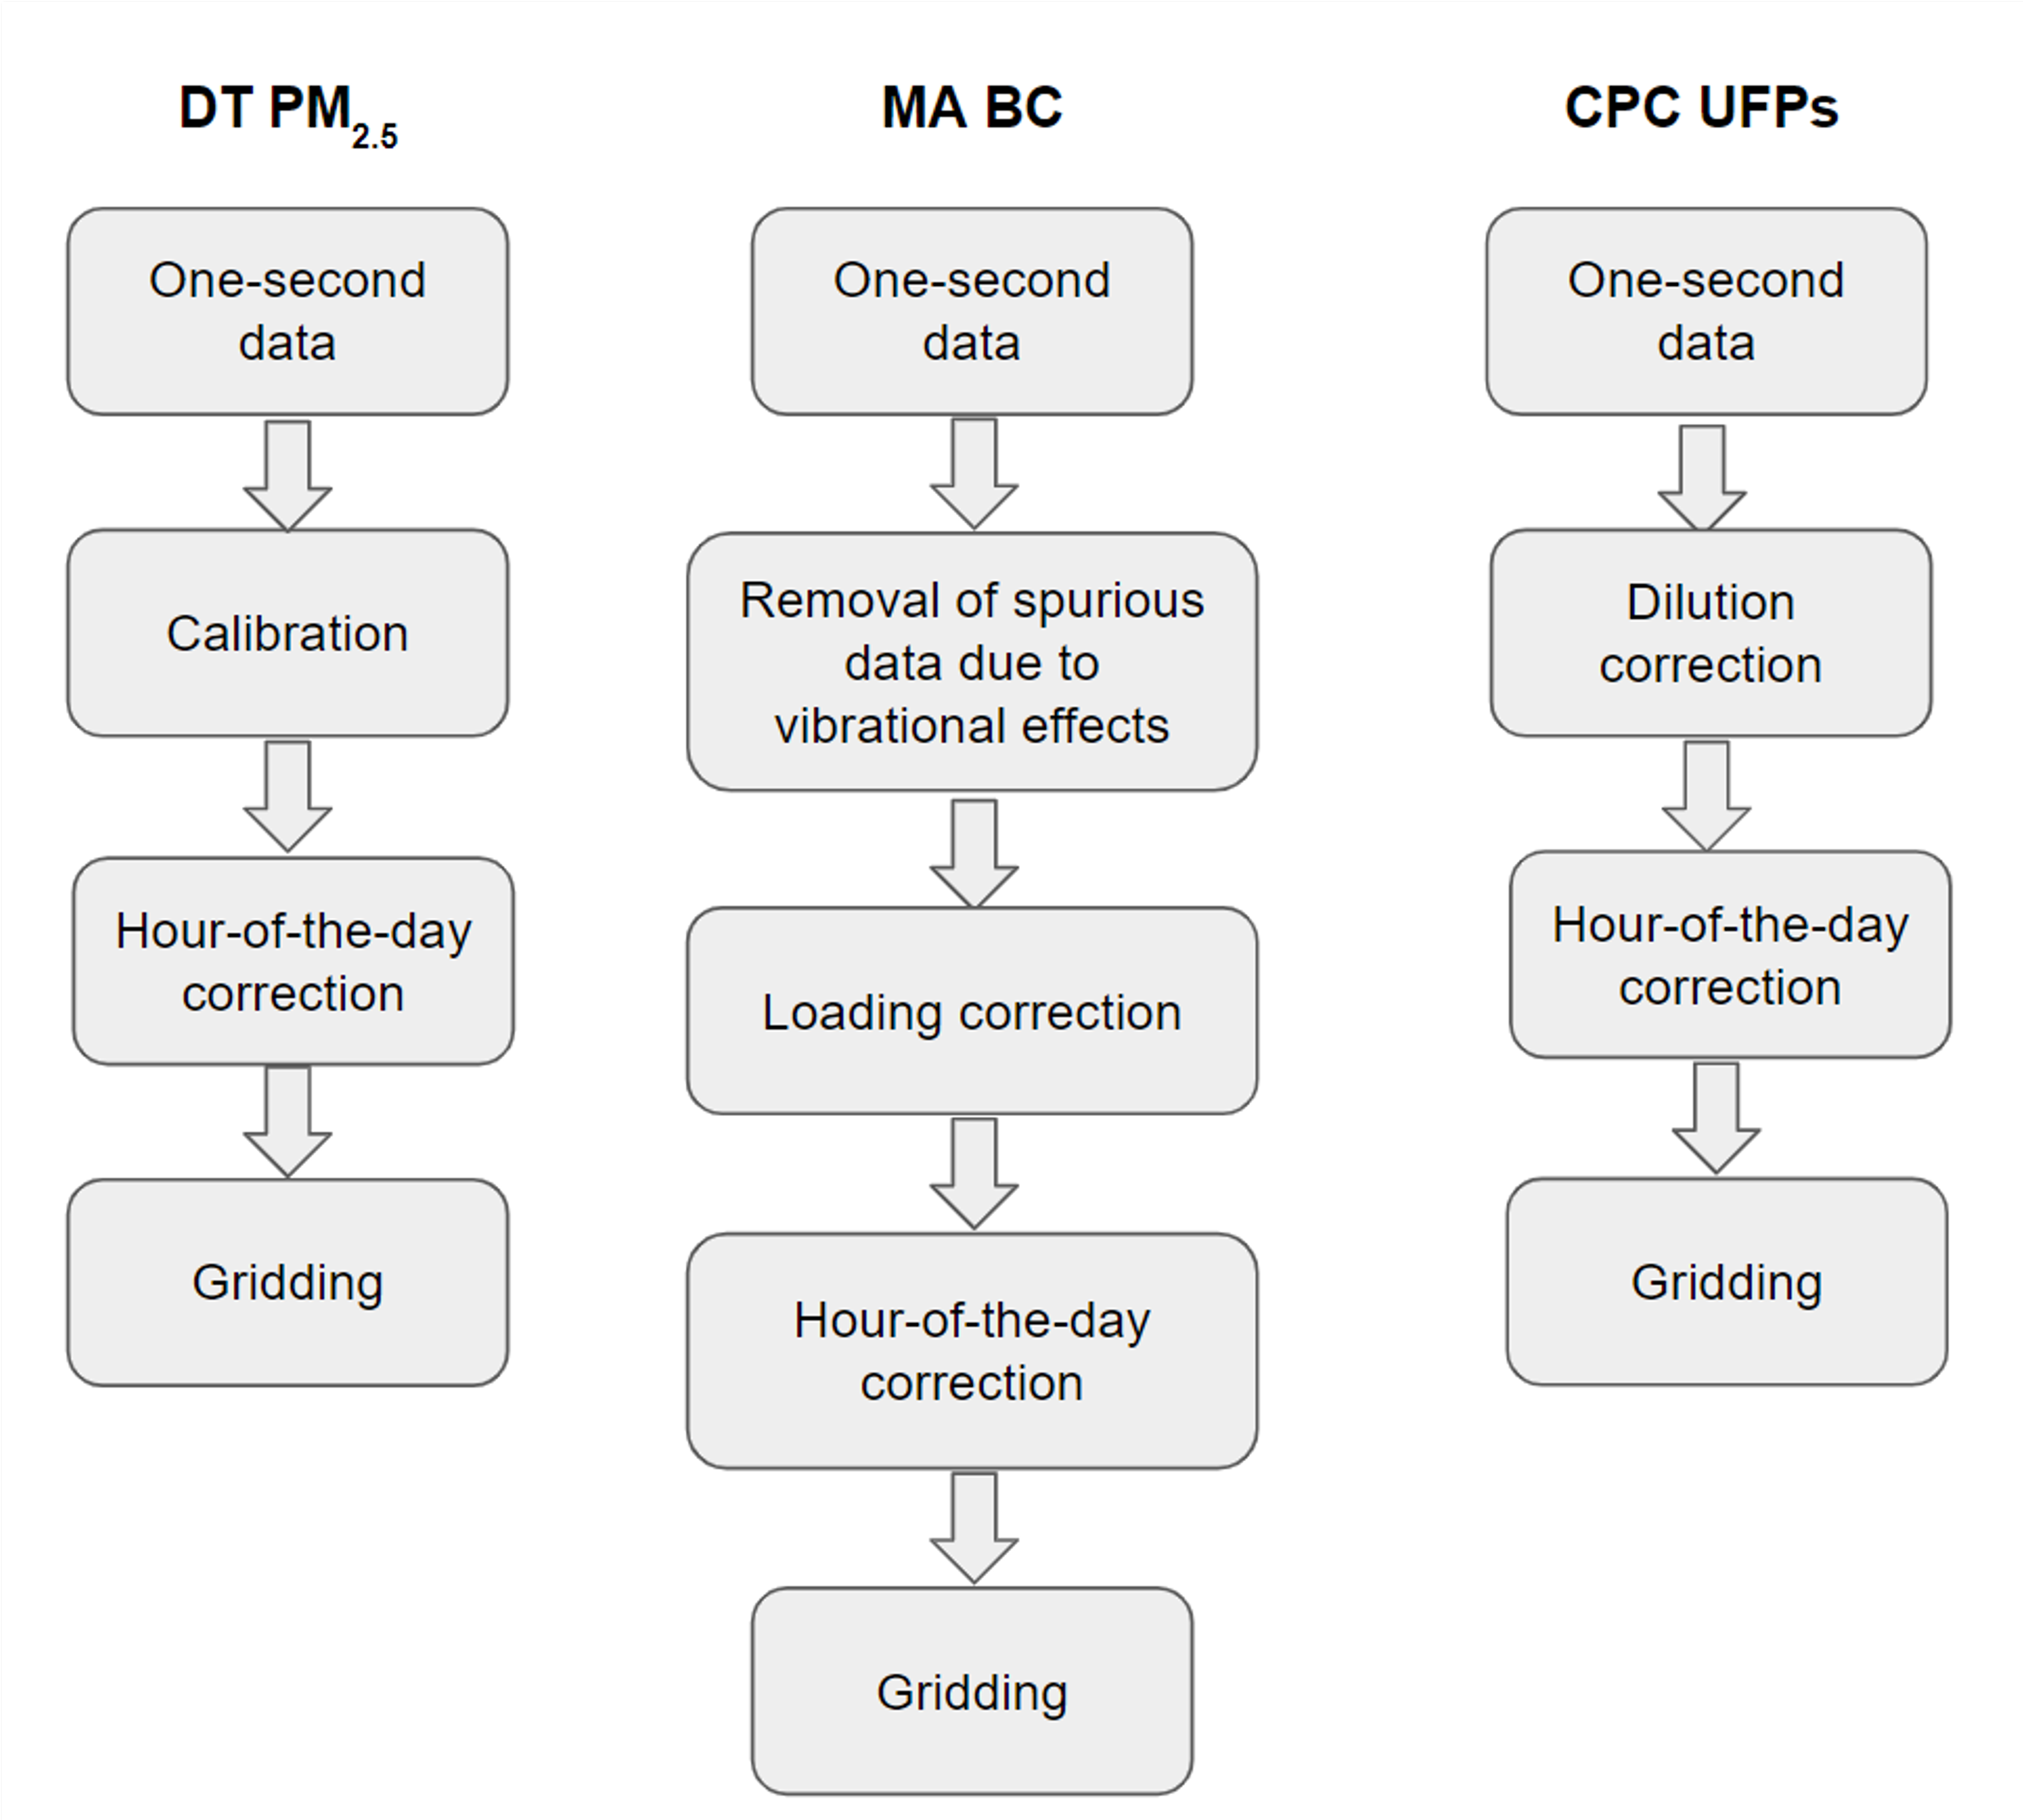 DT PM2.5
One-second
data
Calibration
Hour-of-the-day
correction
Gridding
MA BC
One-second
data
Removal of spurious
data due to
vibrational effects
Loading correction
Hour-of-the-day
correction
Gridding
CPC UFPs
One-second
data
Dilution
correction
Hour-of-the-day
correction
Gridding